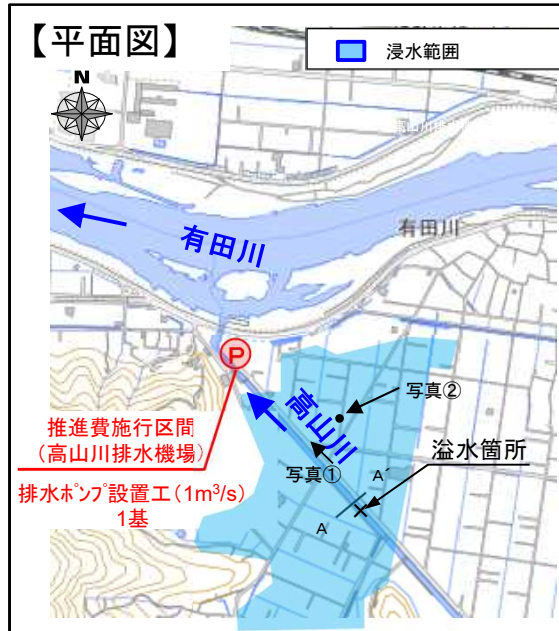 【平面図】
浸水範囲
N
有田川
有田川
P
高山川
写真②
推進費施行区間
(高山川排水機場)
写真①
溢水箇所
A´
A
排水ポンプ設置工(1m³/s)
1基